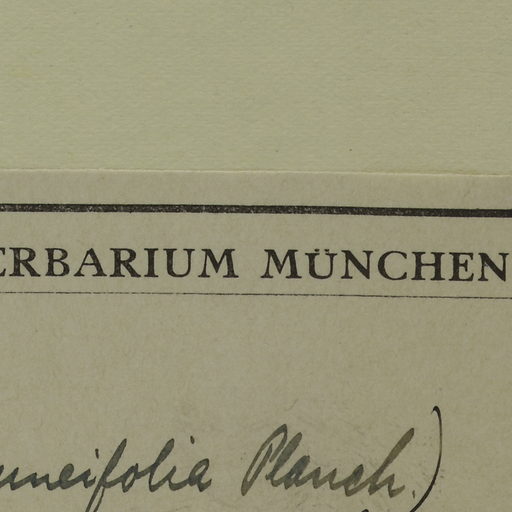 ERBARIUM MÜNCHEN
uneifolia Planch.)